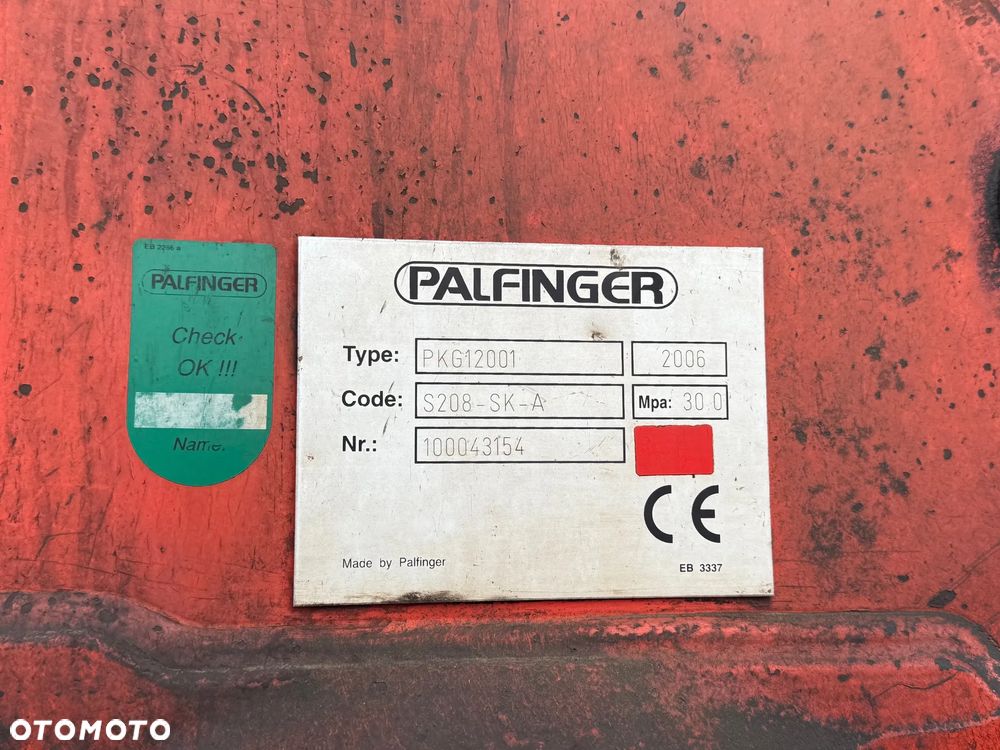 EB 2266 a
PALFINGER
Check
OK !!!
Name:
PALFINGER
Type: PKG12001 2006
Code: S208-SK-A Mpa: 30.0
Nr.: 100043154
CE
Made by Palfinger EB 3337
OTOMOTO